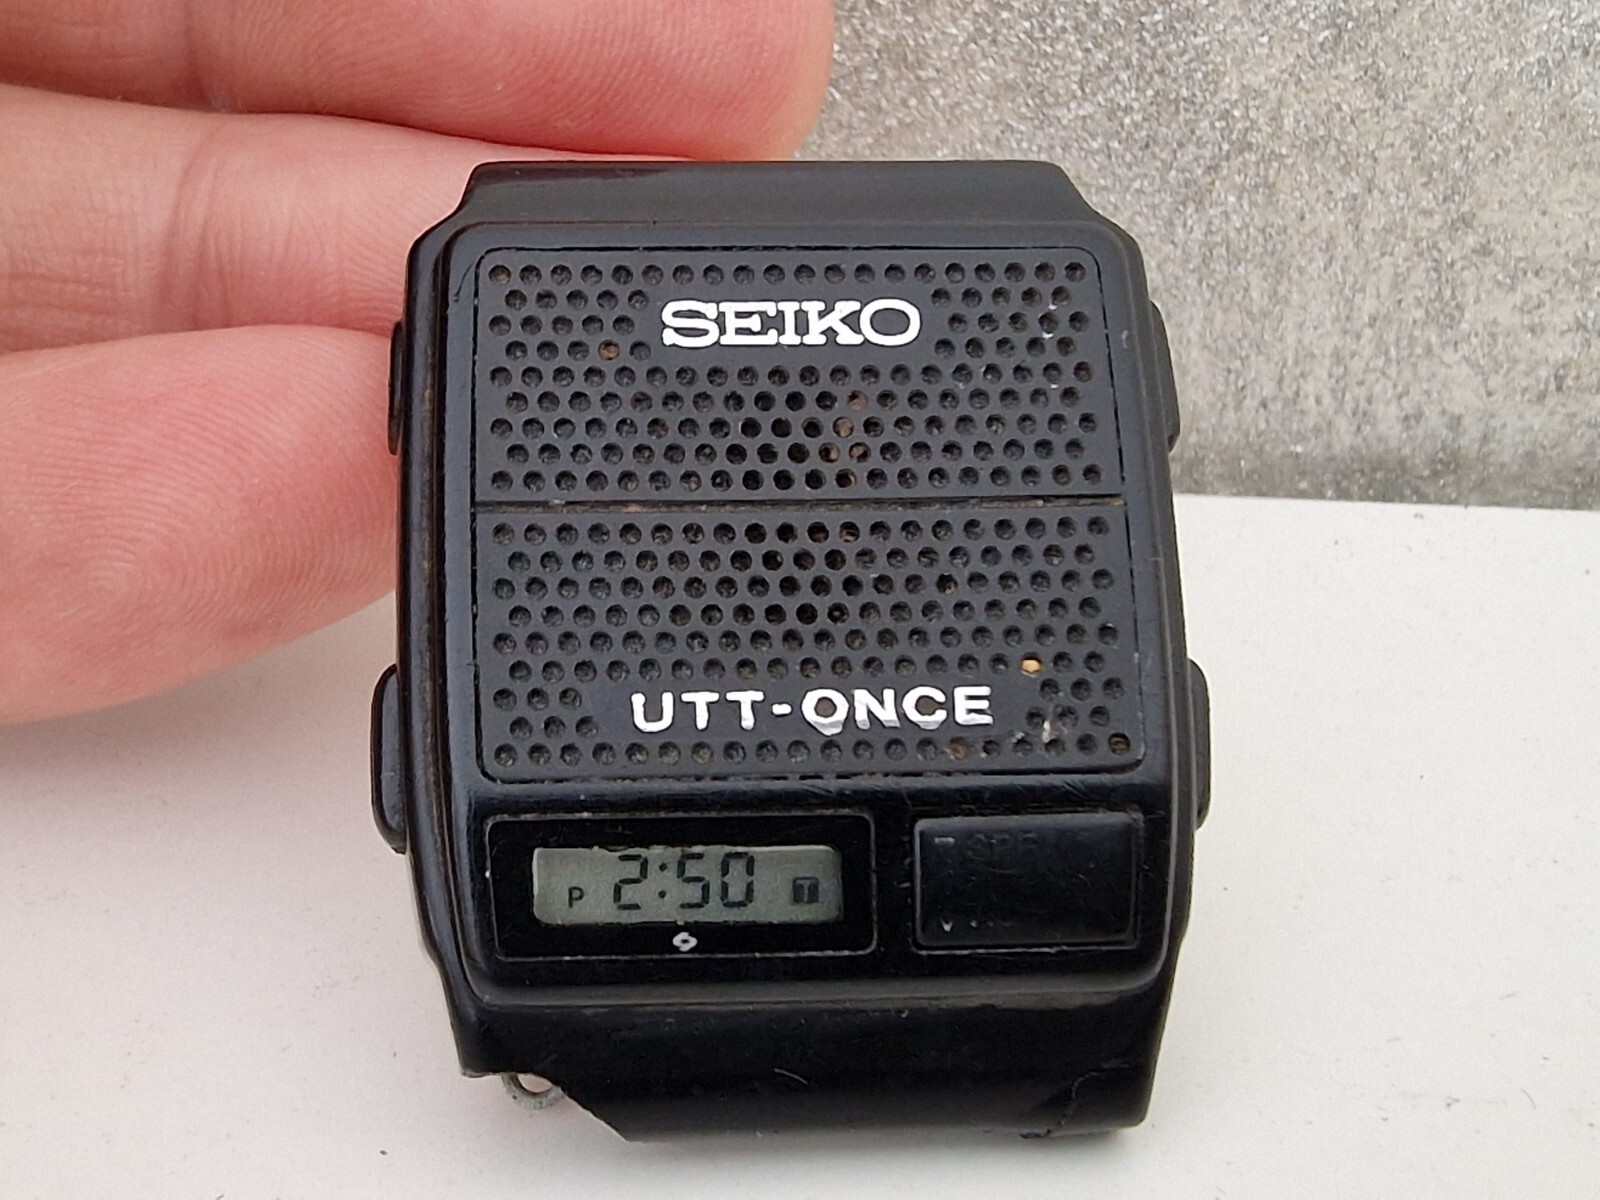 SEIKO
UTT-ONCE
P 2:50 T